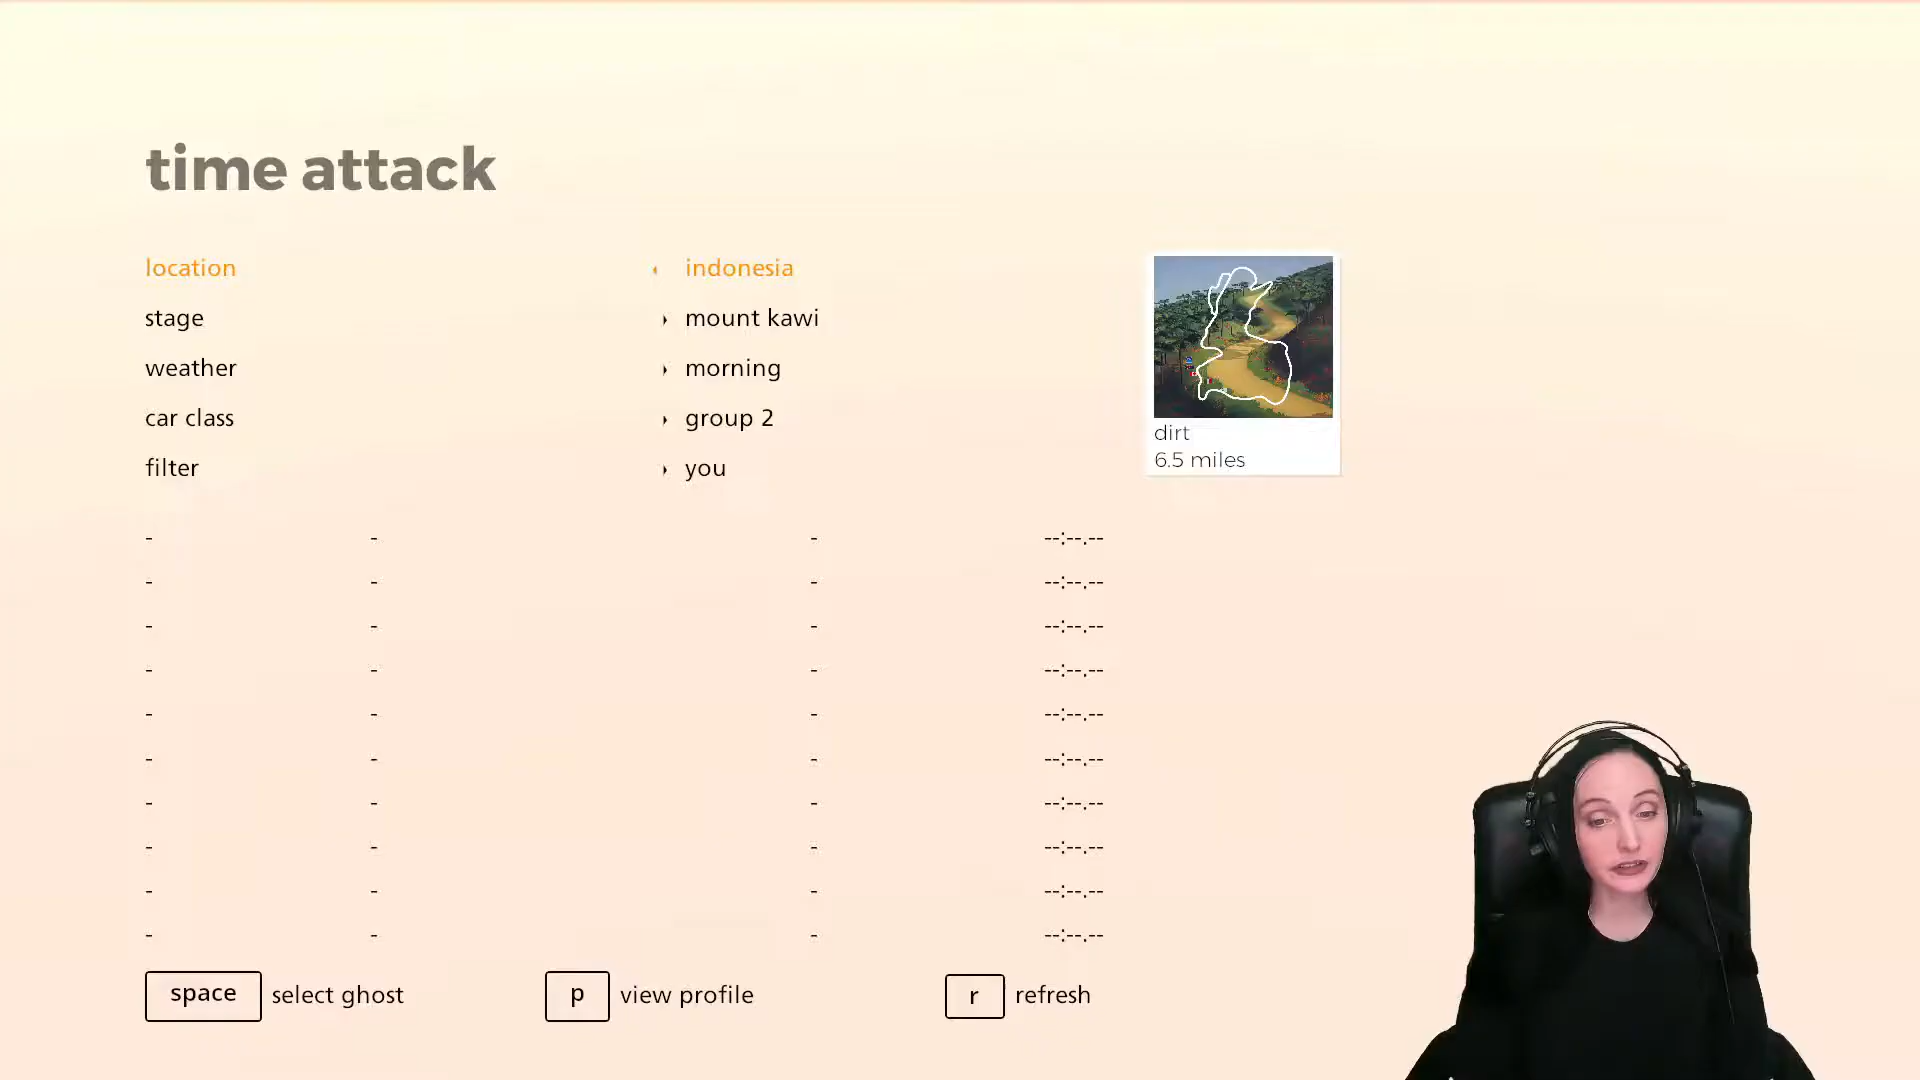 time attack
location indonesia
stage mount kawi
weather morning
car class group 2
filter you
dirt
6.5 miles
- - - --:--.--
- - - --:--.--
- - - --:--.--
- - - --:--.--
- - - --:--.--
- - - --:--.--
- - - --:--.--
- - - --:--.--
- - - --:--.--
- - - --:--.--
space select ghost p view profile r refresh